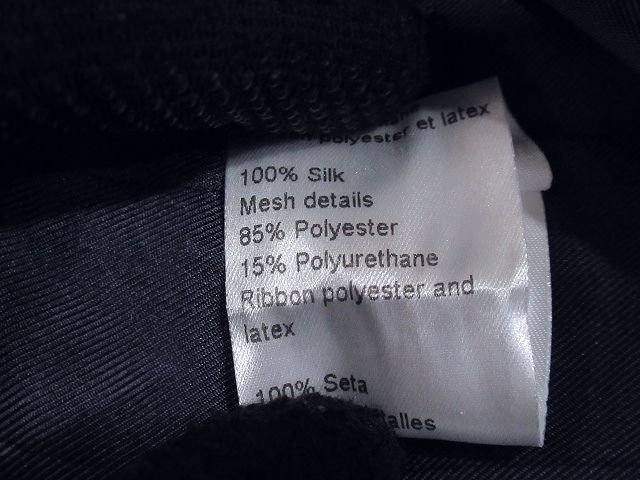 polyester et latex
100% Silk
Mesh details
85% Polyester
15% Polyurethane
Ribbon polyester and
latex
100% Seta